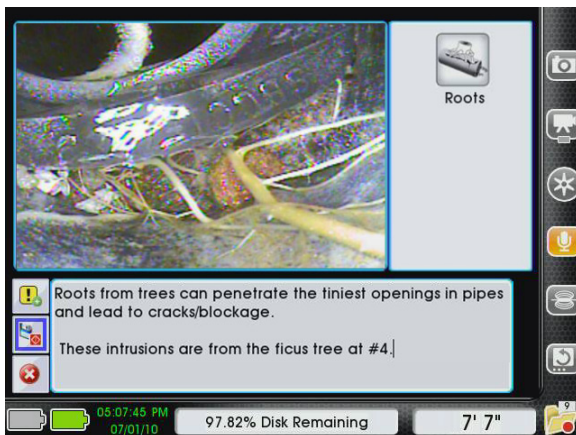 Roots
Roots from trees can penetrate the tiniest openings in pipes
and lead to cracks/blockage.
These intrusions are from the ficus tree at #4.
05:07:45 PM
07/01/10
97.82% Disk Remaining
7' 7"
9